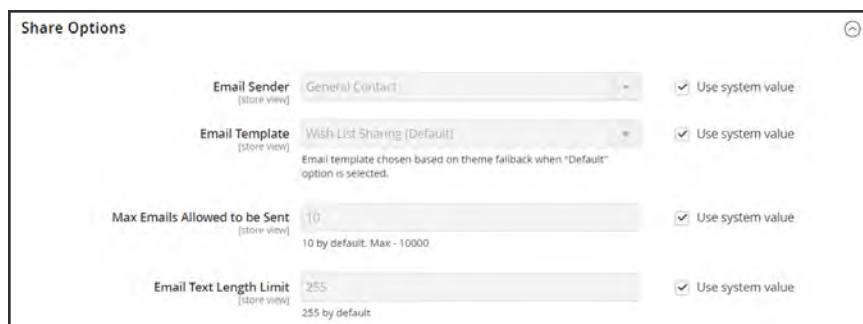 Share Options
Email Sender General Contact Use system value
[store view]
Email Template Wish List Sharing (Default) Use system value
[store view]
Email template chosen based on theme fallback when "Default"
option is selected.
Max Emails Allowed to be Sent 10 Use system value
[store view]
10 by default. Max - 10000
Email Text Length Limit 255 Use system value
[store view]
255 by default